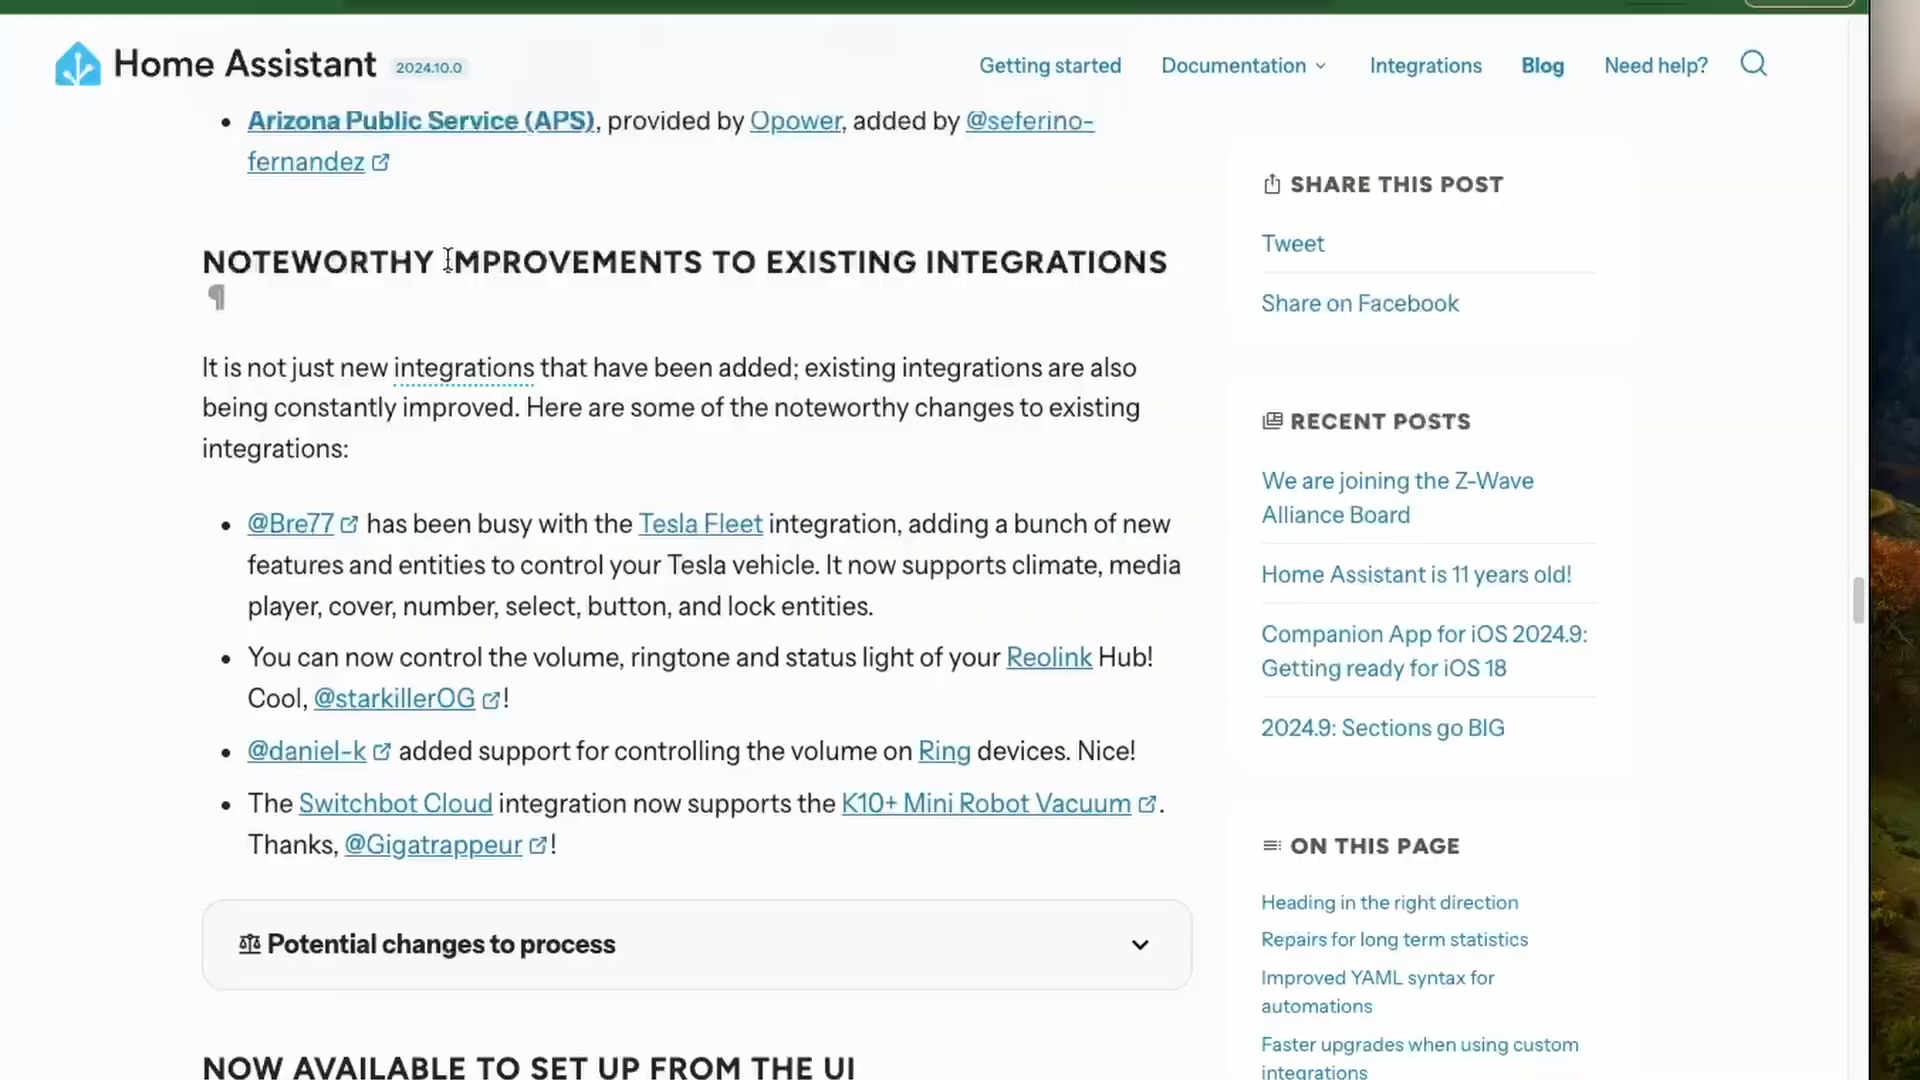 Home Assistant 2024.10.0
Getting started Documentation Integrations Blog Need help?
• Arizona Public Service (APS), provided by Opower, added by @seferino-
fernandez
NOTEWORTHY IMPROVEMENTS TO EXISTING INTEGRATIONS
¶
It is not just new integrations that have been added; existing integrations are also
being constantly improved. Here are some of the noteworthy changes to existing
integrations:
• @Bre77 has been busy with the Tesla Fleet integration, adding a bunch of new
features and entities to control your Tesla vehicle. It now supports climate, media
player, cover, number, select, button, and lock entities.
• You can now control the volume, ringtone and status light of your Reolink Hub!
Cool, @starkillerOG !
• @daniel-k added support for controlling the volume on Ring devices. Nice!
• The Switchbot Cloud integration now supports the K10+ Mini Robot Vacuum .
Thanks, @Gigatrappeur !
Potential changes to process
NOW AVAILABLE TO SET UP FROM THE UI
SHARE THIS POST
Tweet
Share on Facebook
RECENT POSTS
We are joining the Z-Wave
Alliance Board
Home Assistant is 11 years old!
Companion App for iOS 2024.9:
Getting ready for iOS 18
2024.9: Sections go BIG
ON THIS PAGE
Heading in the right direction
Repairs for long term statistics
Improved YAML syntax for
automations
Faster upgrades when using custom
integrations